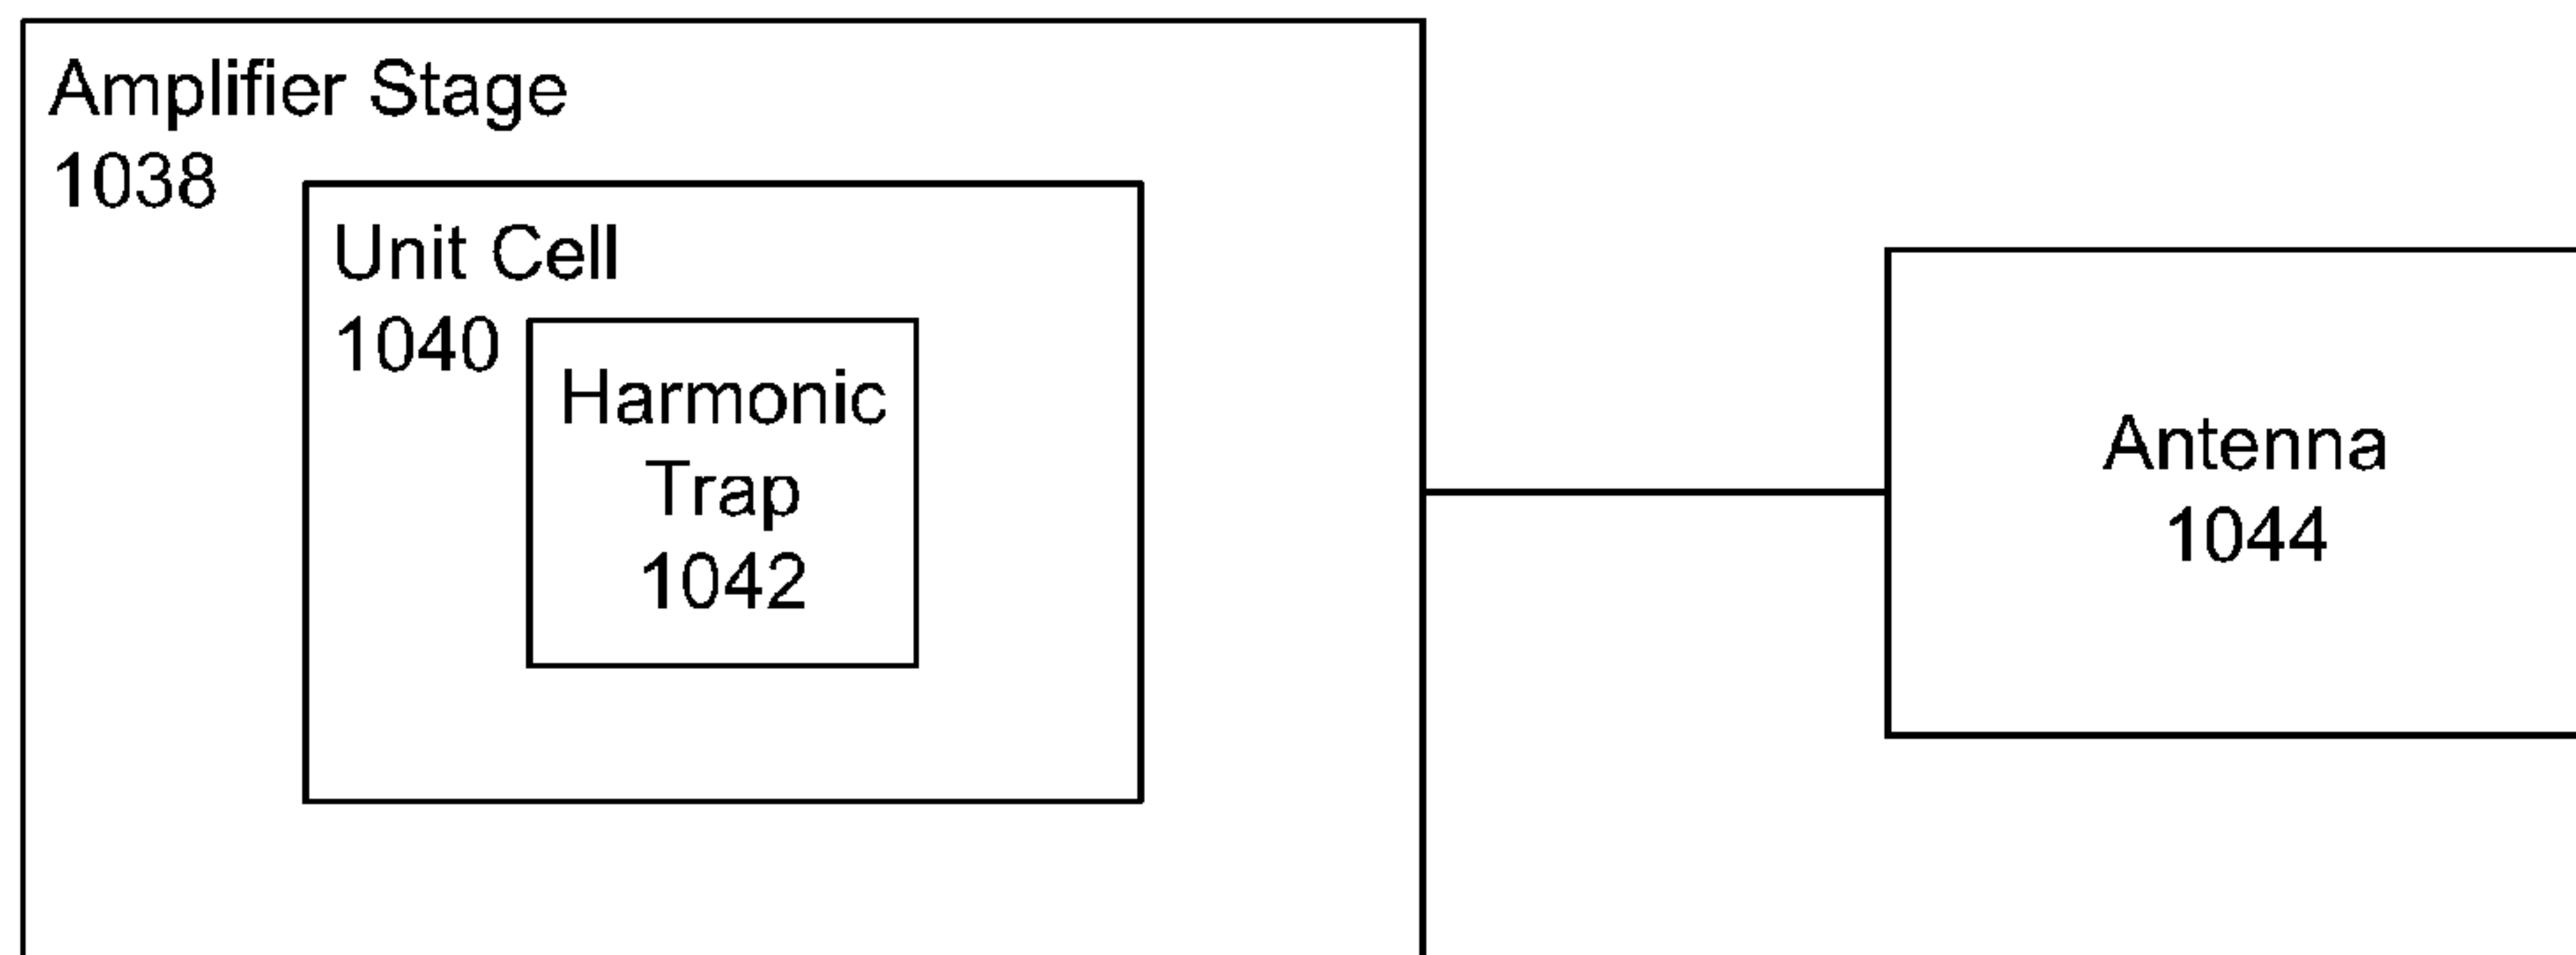 Amplifier Stage
1038
Unit Cell
1040
Harmonic
Trap
1042
Antenna
1044